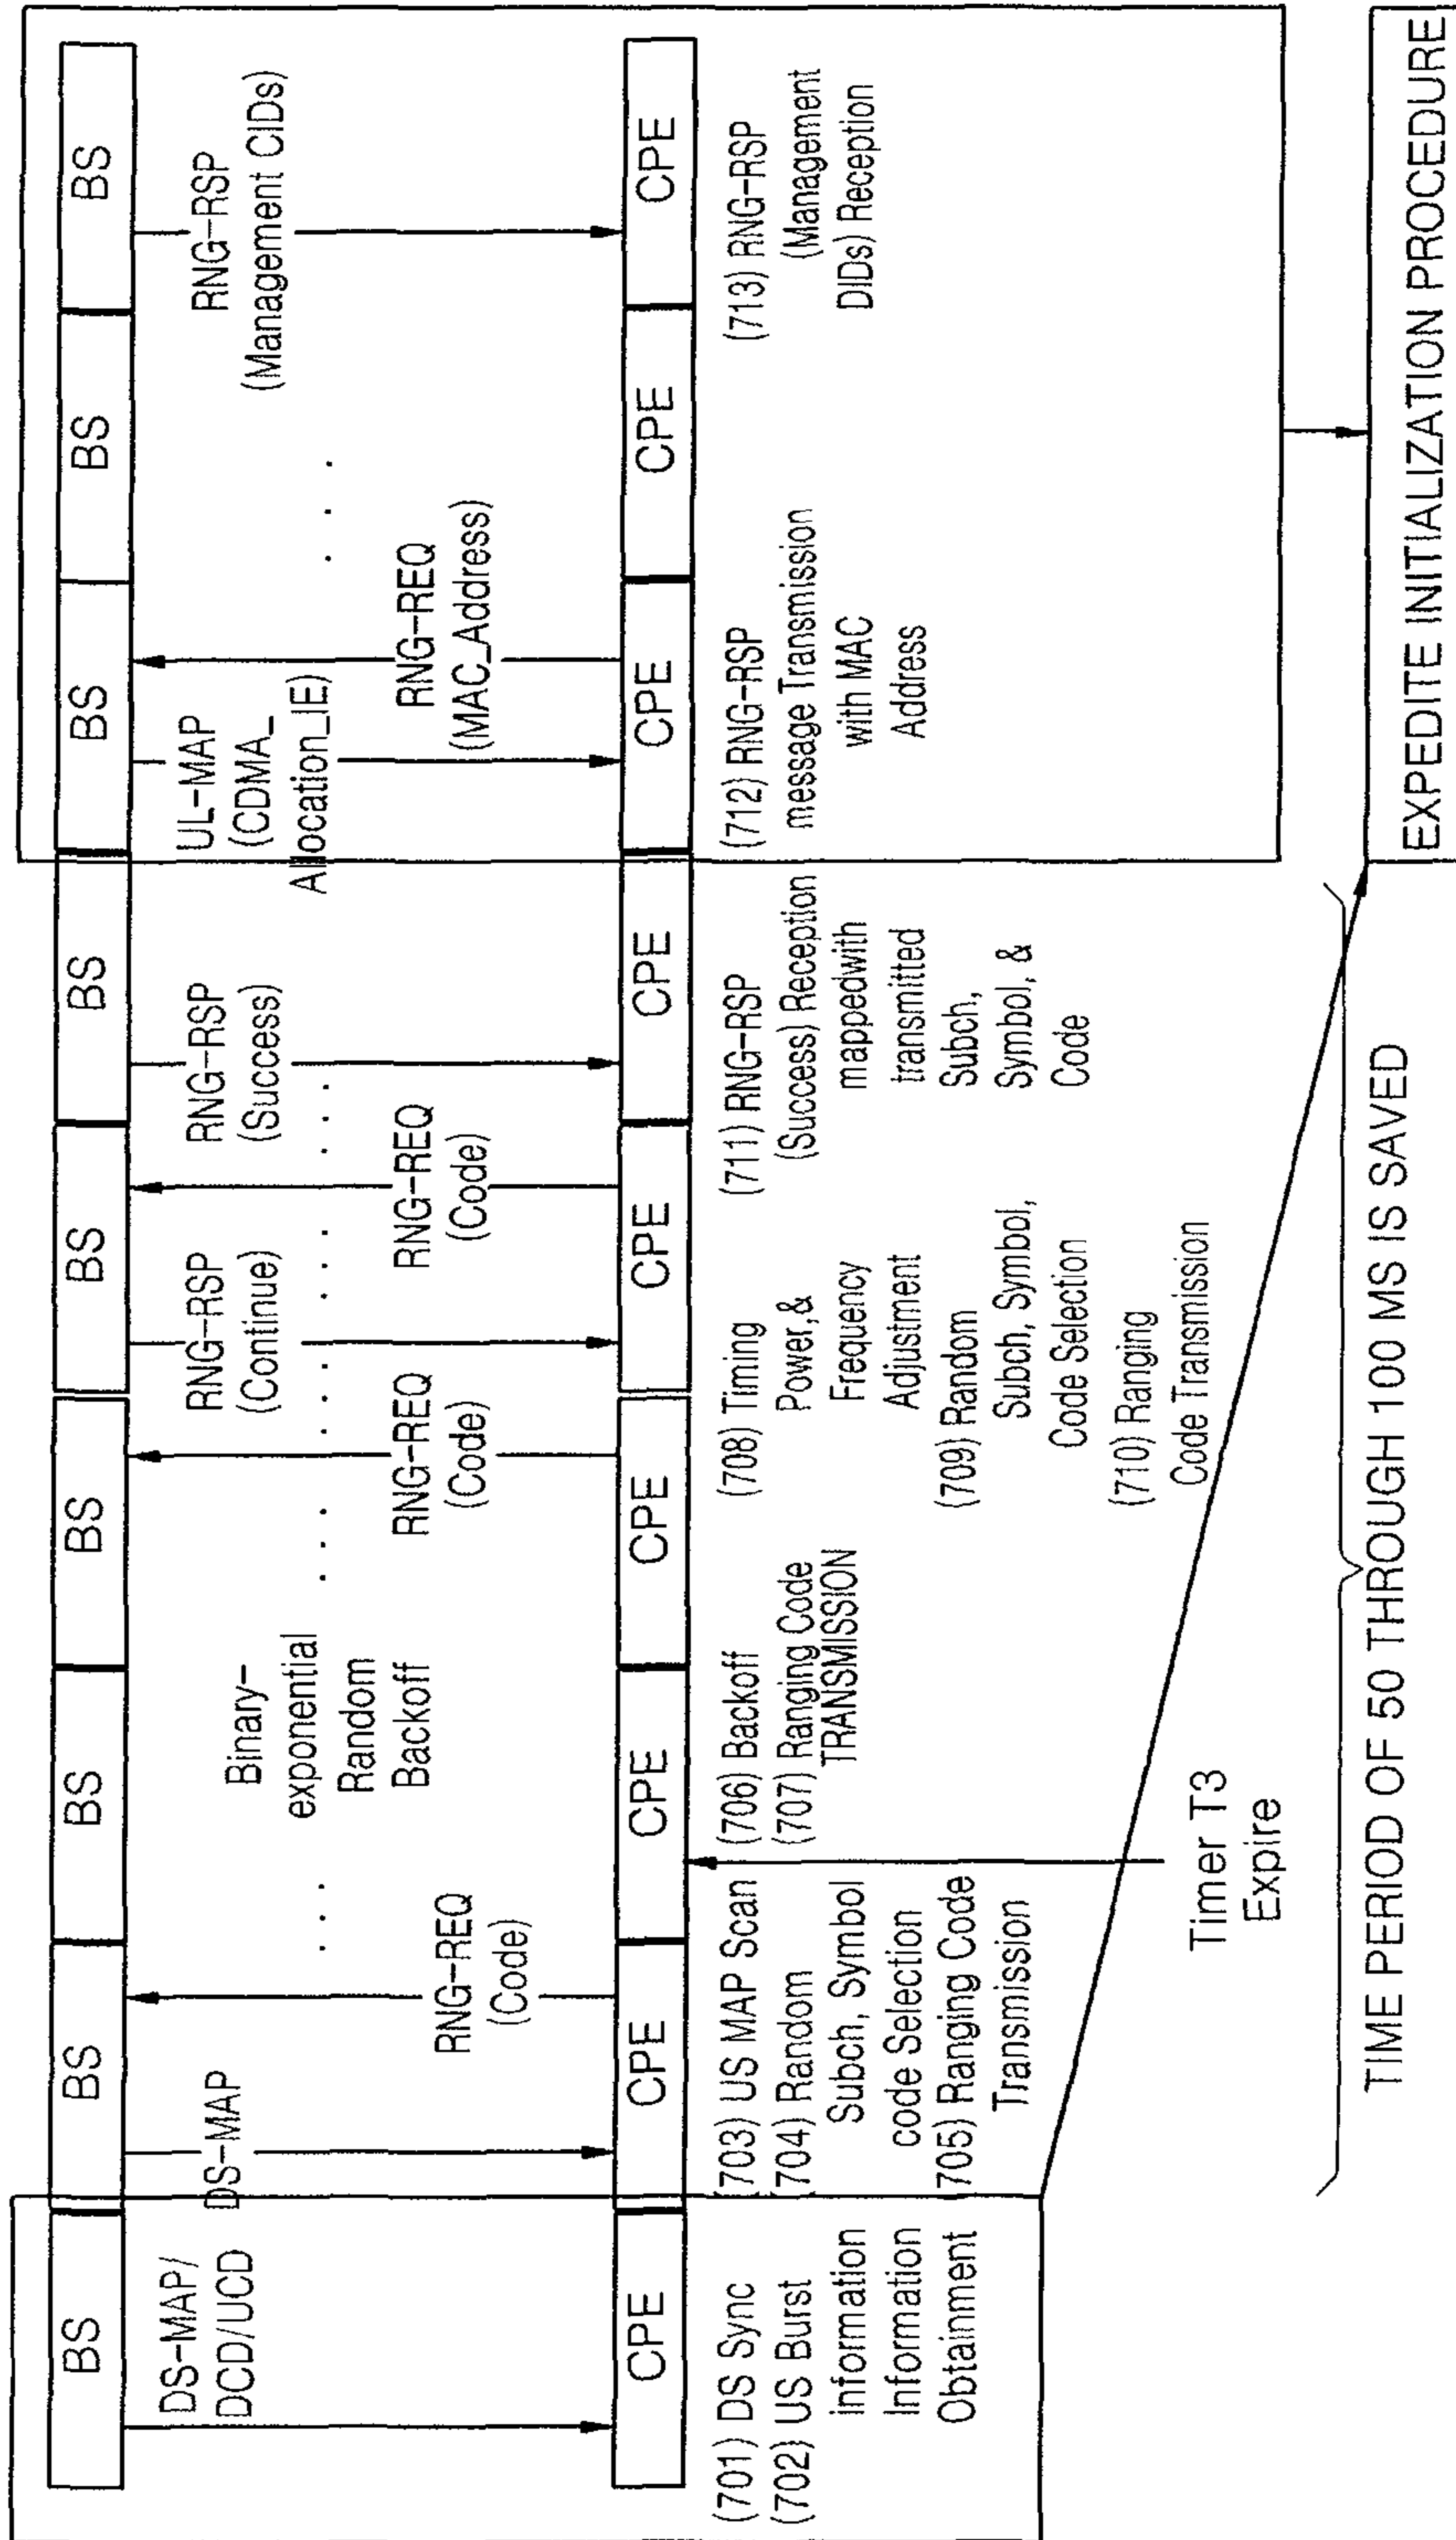 BS
BS
BS
BS
BS
BS
BS
BS
BS
DS-MAP/
DCD/UCD
DS-MAP
RNG-REQ
(Code)
Binary-
exponential
Random
Backoff
RNG-REQ
(Code)
RNG-RSP
(Continue)
RNG-REQ
(Code)
RNG-RSP
(Success)
UL-MAP
(CDMA_
Allocation_IE)
RNG-REQ
(MAC_Address)
RNG-RSP
(Management CIDs)
CPE
CPE
CPE
CPE
CPE
CPE
CPE
CPE
CPE
(701) DS Sync
(702) US Burst
Information
Information
Obtainment
(703) US MAP Scan
(704) Random
Subch, Symbol
code Selection
(705) Ranging Code
Transmission
(706) Backoff
(707) Ranging Code
TRANSMISSION
(708) Timing
Power,&
Frequency
Adjustment
(709) Random
Subch, Symbol,
Code Selection
(710) Ranging
Code Transmission
(711) RNG-RSP
(Success) Reception
mappedwith
transmitted
Subch,
Symbol, &
Code
(712) RNG-RSP
message Transmission
with MAC
Address
(713) RNG-RSP
(Management
DIDs) Reception
Timer T3
Expire
TIME PERIOD OF 50 THROUGH 100 MS IS SAVED
EXPEDITE INITIALIZATION PROCEDURE